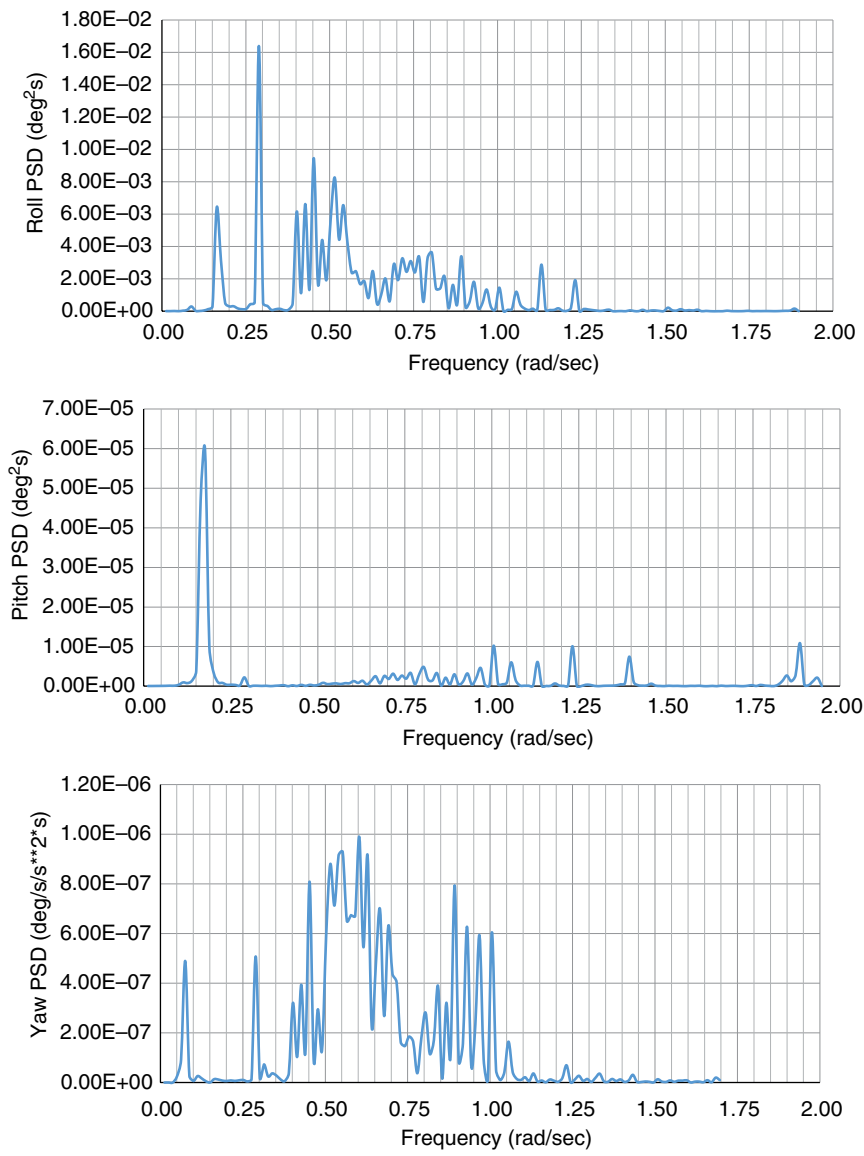 1.80E−02
1.60E−02
1.40E−02
1.20E−02
1.00E−02
8.00E−03
6.00E−03
4.00E−03
2.00E−03
0.00E+00
Roll PSD (deg²s)
0.00 0.25 0.50 0.75 1.00 1.25 1.50 1.75 2.00
Frequency (rad/sec)
7.00E−05
6.00E−05
5.00E−05
4.00E−05
3.00E−05
2.00E−05
1.00E−05
0.00E+00
Pitch PSD (deg²s)
0.00 0.25 0.50 0.75 1.00 1.25 1.50 1.75 2.00
Frequency (rad/sec)
1.20E−06
1.00E−06
8.00E−07
6.00E−07
4.00E−07
2.00E−07
0.00E+00
Yaw PSD (deg/s/s**2*s)
0.00 0.25 0.50 0.75 1.00 1.25 1.50 1.75 2.00
Frequency (rad/sec)